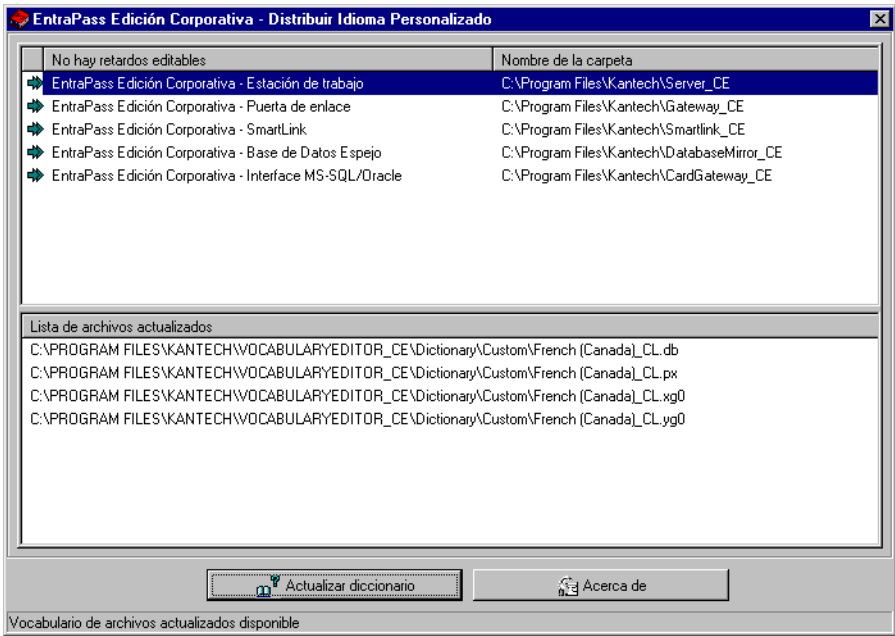 EntraPass Edición Corporativa - Distribuir Idioma Personalizado
No hay retardos editables Nombre de la carpeta
EntraPass Edición Corporativa - Estación de trabajo C:\Program Files\Kantech\Server_CE
EntraPass Edición Corporativa - Puerta de enlace C:\Program Files\Kantech\Gateway_CE
EntraPass Edición Corporativa - SmartLink C:\Program Files\Kantech\Smartlink_CE
EntraPass Edición Corporativa - Base de Datos Espejo C:\Program Files\Kantech\DatabaseMirror_CE
EntraPass Edición Corporativa - Interface MS-SQL/Oracle C:\Program Files\Kantech\CardGateway_CE
Lista de archivos actualizados
C:\PROGRAM FILES\KANTECH\VOCABULARYEDITOR_CE\Dictionary\Custom\French (Canada)_CL.db
C:\PROGRAM FILES\KANTECH\VOCABULARYEDITOR_CE\Dictionary\Custom\French (Canada)_CL.px
C:\PROGRAM FILES\KANTECH\VOCABULARYEDITOR_CE\Dictionary\Custom\French (Canada)_CL.xg0
C:\PROGRAM FILES\KANTECH\VOCABULARYEDITOR_CE\Dictionary\Custom\French (Canada)_CL.yg0
Actualizar diccionario Acerca de
Vocabulario de archivos actualizados disponible